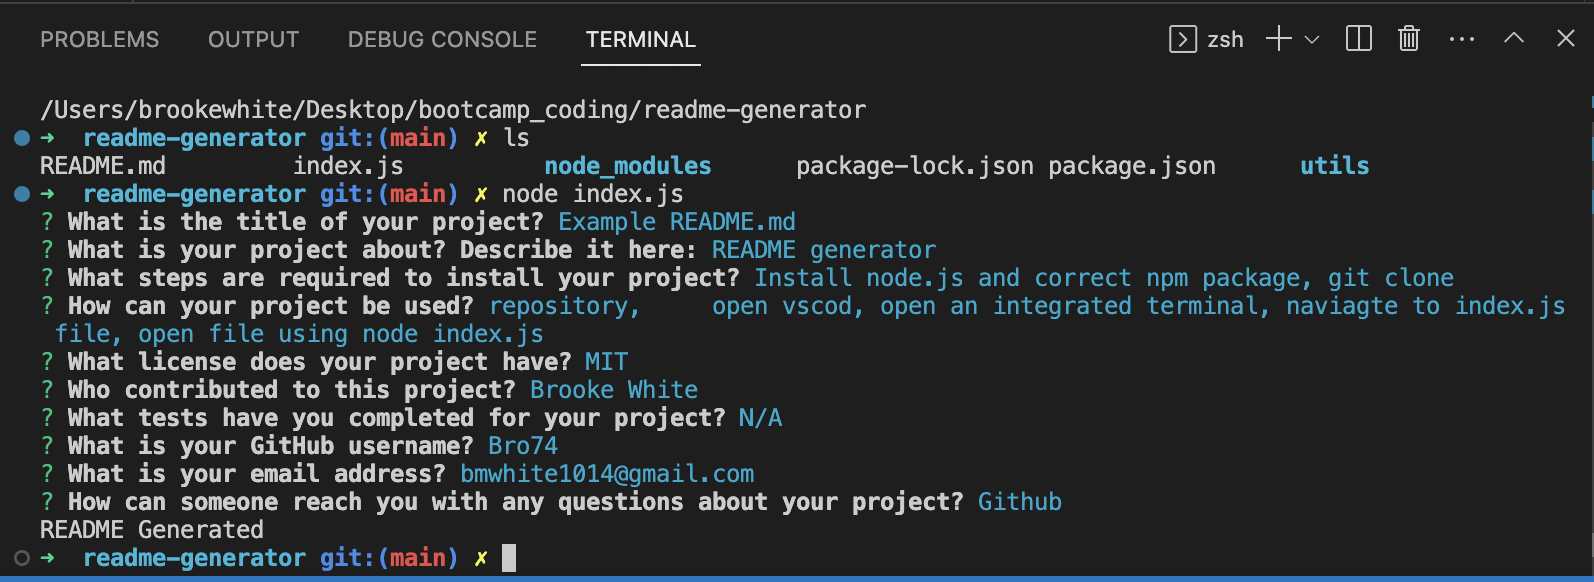 PROBLEMS OUTPUT DEBUG CONSOLE TERMINAL zsh
/Users/brookewhite/Desktop/bootcamp_coding/readme-generator
➜ readme-generator git:(main) ✗ ls
README.md index.js node_modules package-lock.json package.json utils
➜ readme-generator git:(main) ✗ node index.js
? What is the title of your project? Example README.md
? What is your project about? Describe it here: README generator
? What steps are required to install your project? Install node.js and correct npm package, git clone
? How can your project be used? repository, open vscod, open an integrated terminal, naviagte to index.js
file, open file using node index.js
? What license does your project have? MIT
? Who contributed to this project? Brooke White
? What tests have you completed for your project? N/A
? What is your GitHub username? Bro74
? What is your email address? bmwhite1014@gmail.com
? How can someone reach you with any questions about your project? Github
README Generated
➜ readme-generator git:(main) ✗